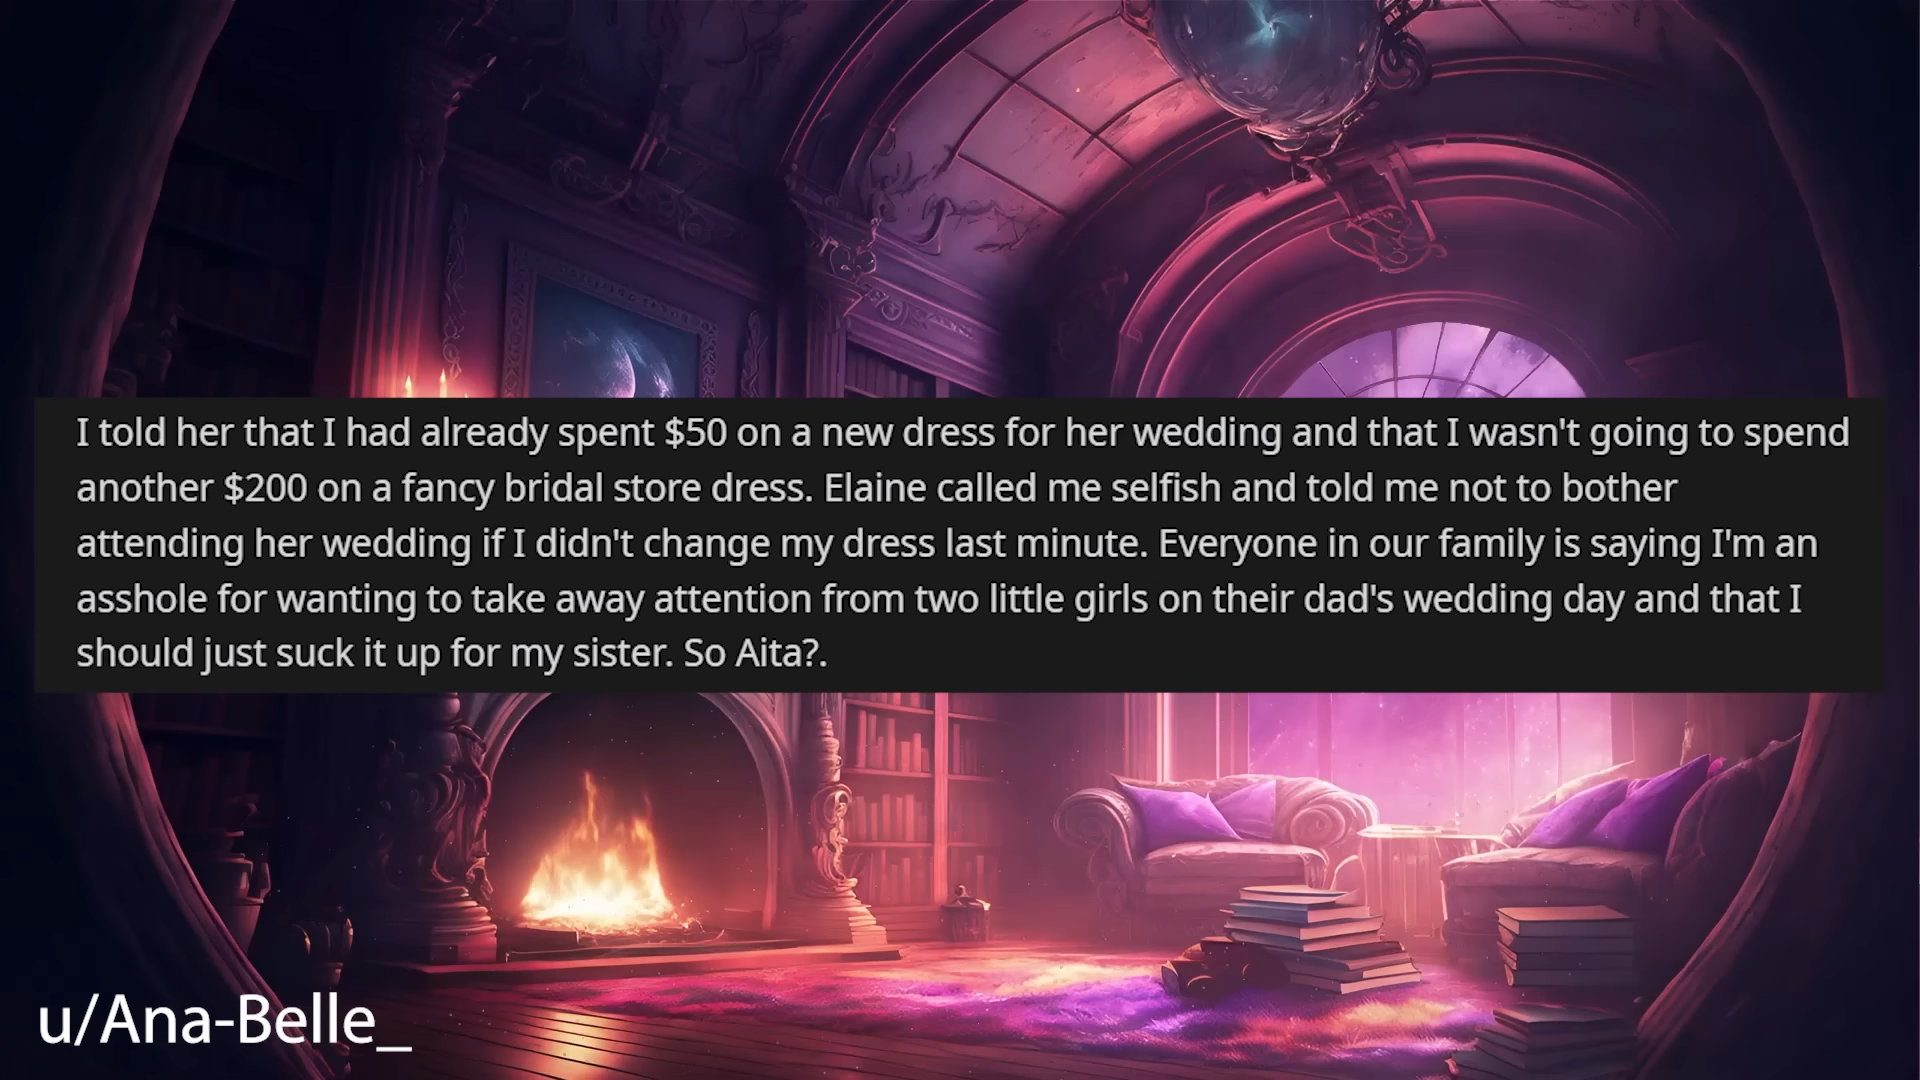 I told her that I had already spent $50 on a new dress for her wedding and that I wasn't going to spend
another $200 on a fancy bridal store dress. Elaine called me selfish and told me not to bother
attending her wedding if I didn't change my dress last minute. Everyone in our family is saying I'm an
asshole for wanting to take away attention from two little girls on their dad's wedding day and that I
should just suck it up for my sister. So Aita?.
u/Ana-Belle_